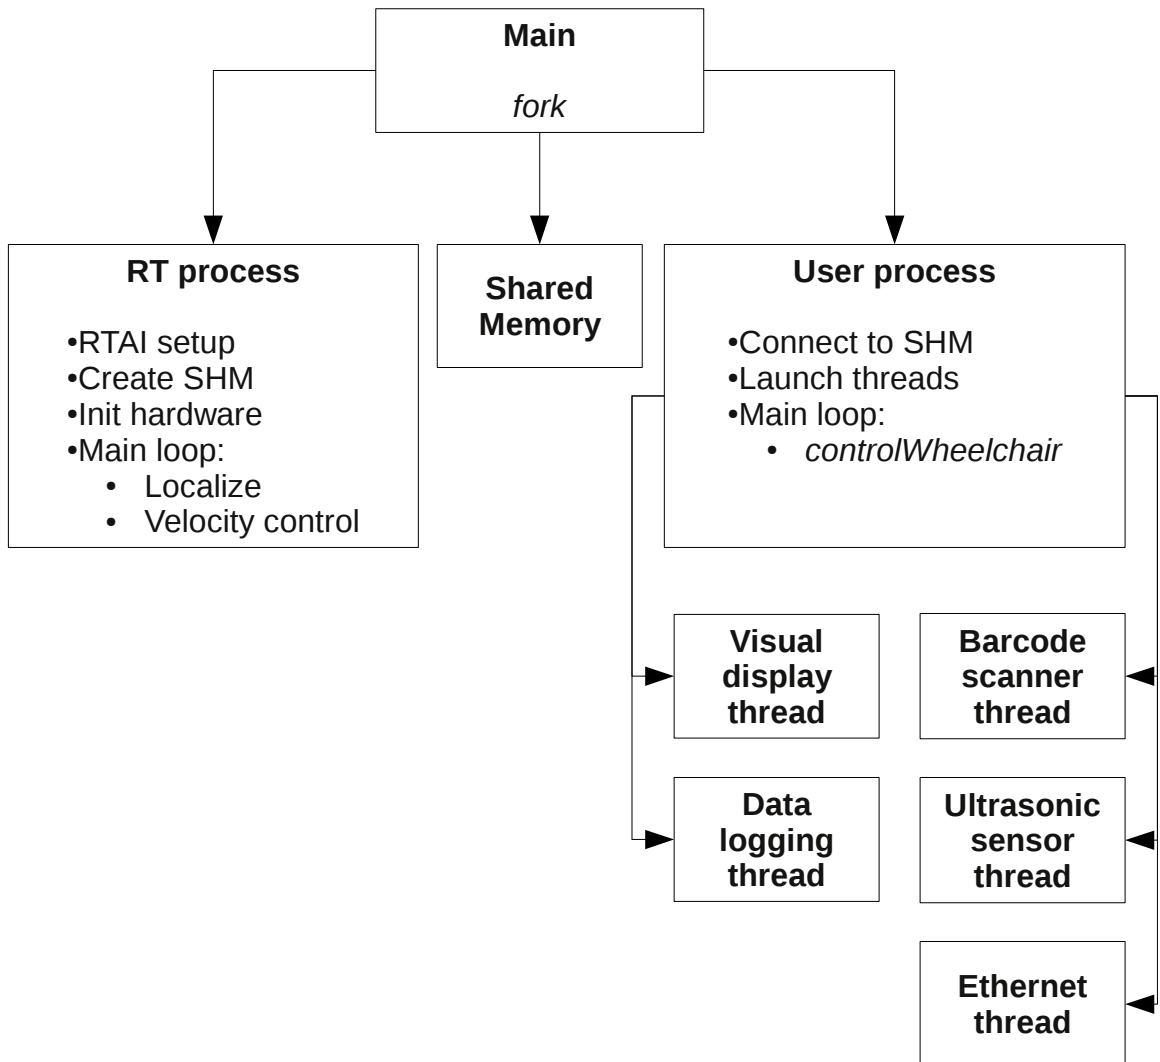 Main
fork
RT process
•RTAI setup
•Create SHM
•Init hardware
•Main loop:
• Localize
• Velocity control
Shared
Memory
User process
•Connect to SHM
•Launch threads
•Main loop:
• controlWheelchair
Visual
display
thread
Barcode
scanner
thread
Data
logging
thread
Ultrasonic
sensor
thread
Ethernet
thread